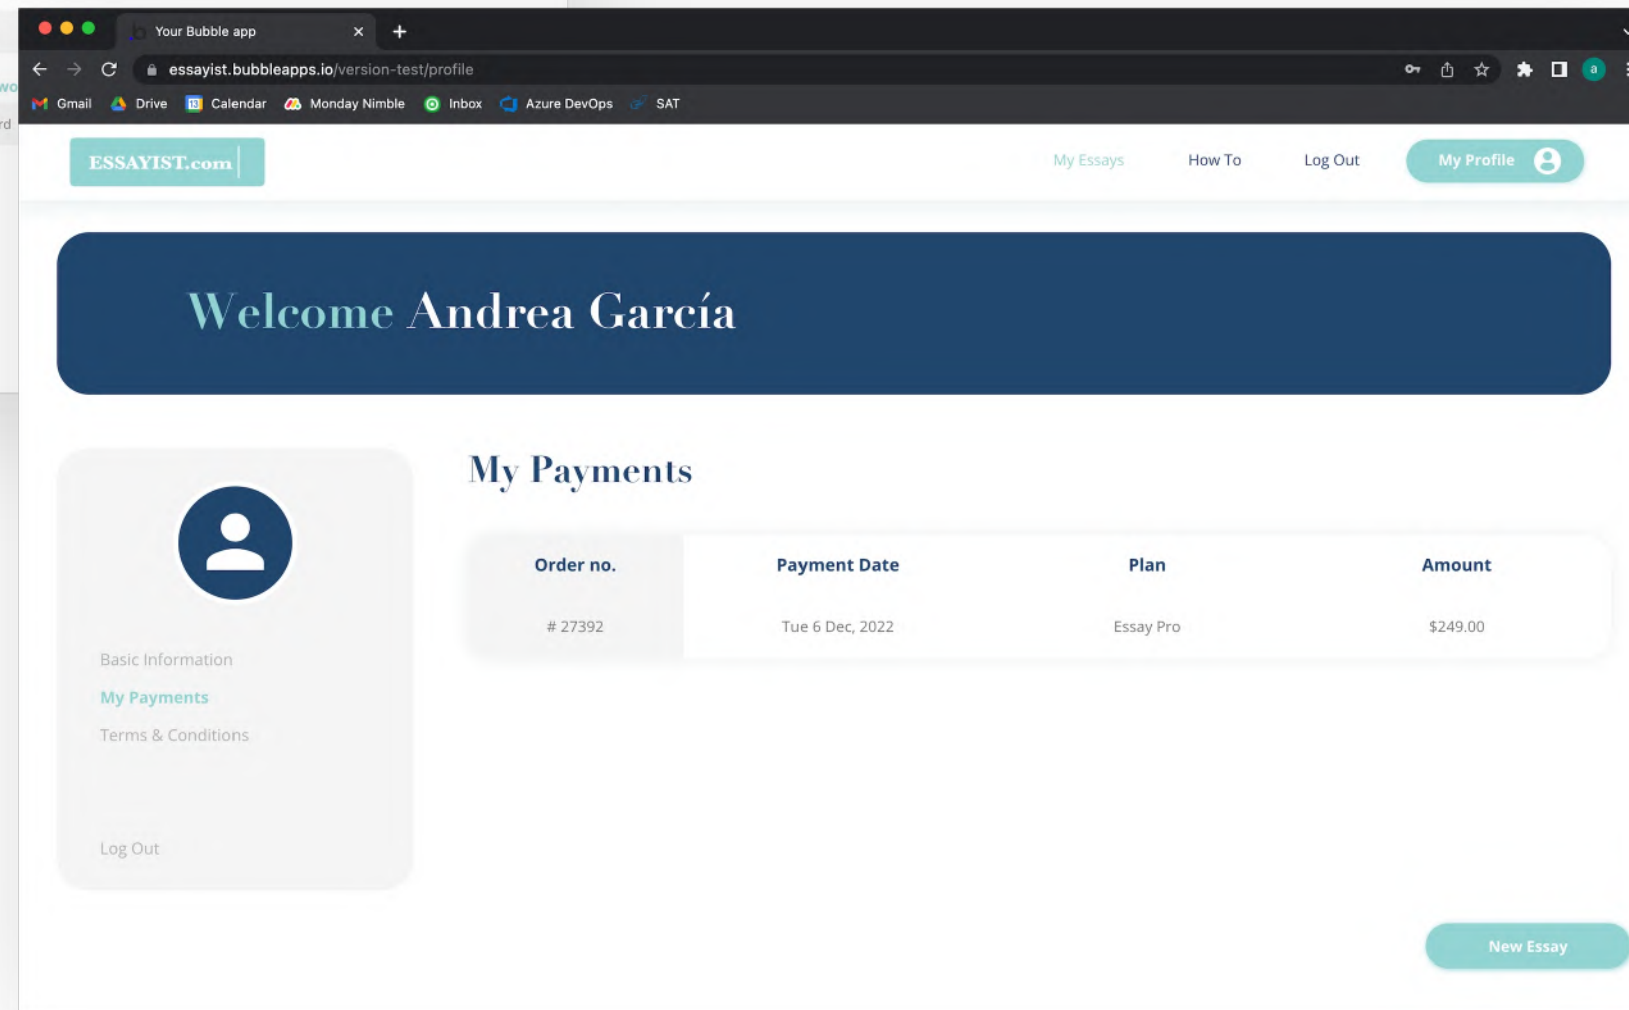 Your Bubble app
essayist.bubbleapps.io/version-test/profile
a
Gmail Drive 13 Calendar Monday Nimble Inbox Azure DevOps SAT
ESSAYIST.com
My Essays How To Log Out My Profile
Welcome Andrea García
My Payments
Order no. Payment Date Plan Amount
# 27392 Tue 6 Dec, 2022 Essay Pro $249.00
Basic Information
My Payments
Terms & Conditions
Log Out
New Essay